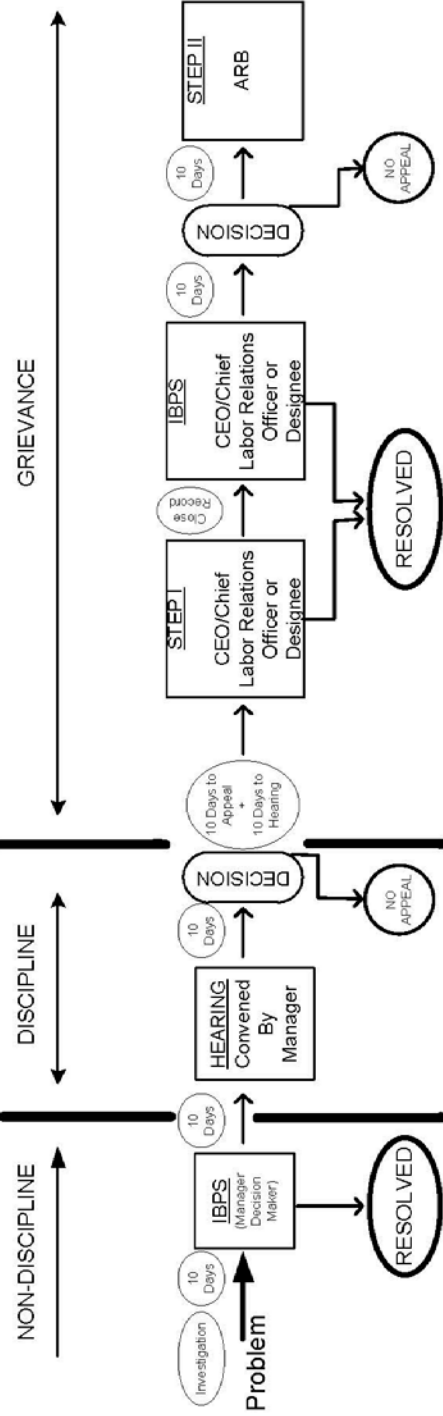 NON-DISCIPLINE
DISCIPLINE
GRIEVANCE
Investigation
Problem
10
Days
IBPS
(Manager
Decision
Maker)
RESOLVED
10
Days
HEARING
Convened
By
Manager
10
Days
DECISION
NO
APPEAL
10 Days to
Appeal
+
10 Days to
Hearing
STEP I
CEO/Chief
Labor Relations
Officer or
Designee
Close
Record
IBPS
CEO/Chief
Labor Relations
Officer or
Designee
RESOLVED
10
Days
DECISION
NO
APPEAL
10
Days
STEP II
ARB